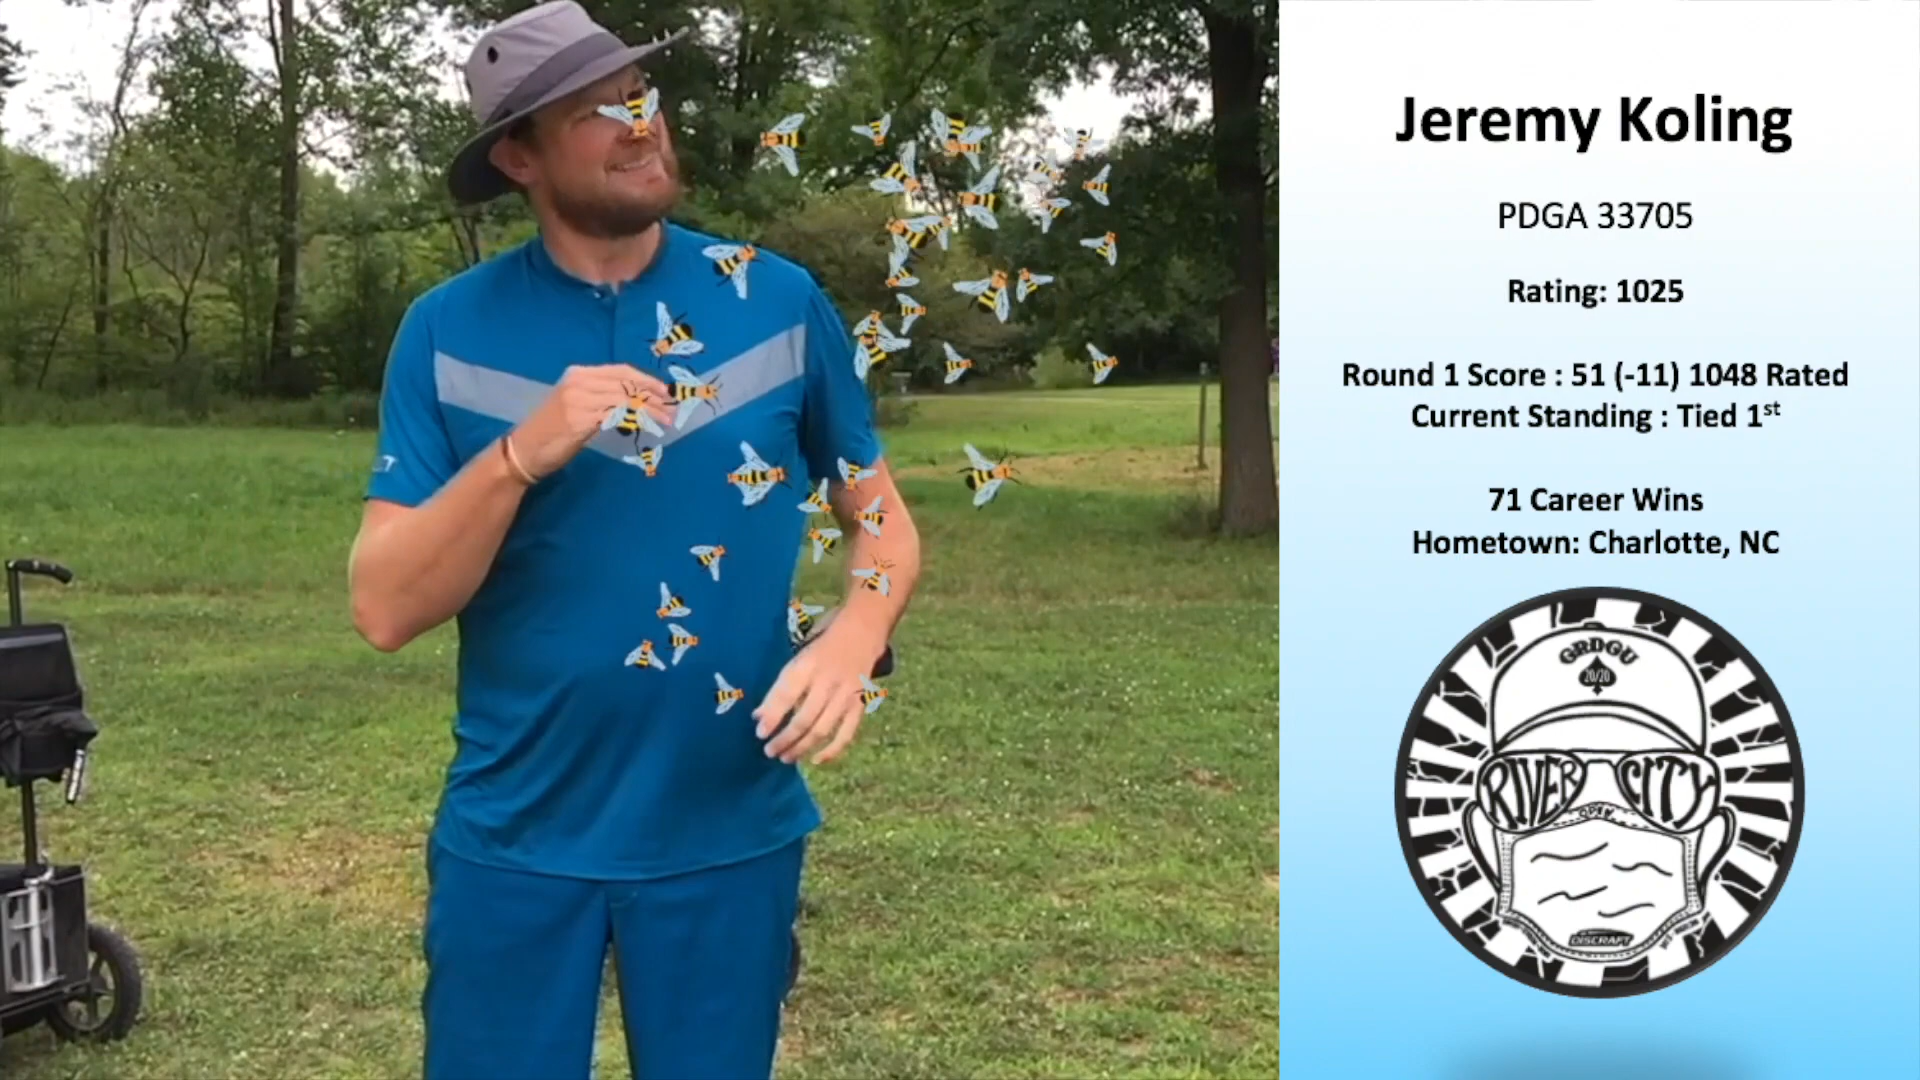 Jeremy Koling
PDGA 33705
Rating: 1025
Round 1 Score : 51 (-11) 1048 Rated
Current Standing : Tied 1st
71 Career Wins
Hometown: Charlotte, NC
GRDGU
20/20
RIVER CITY
OPEN
DISCRAFT